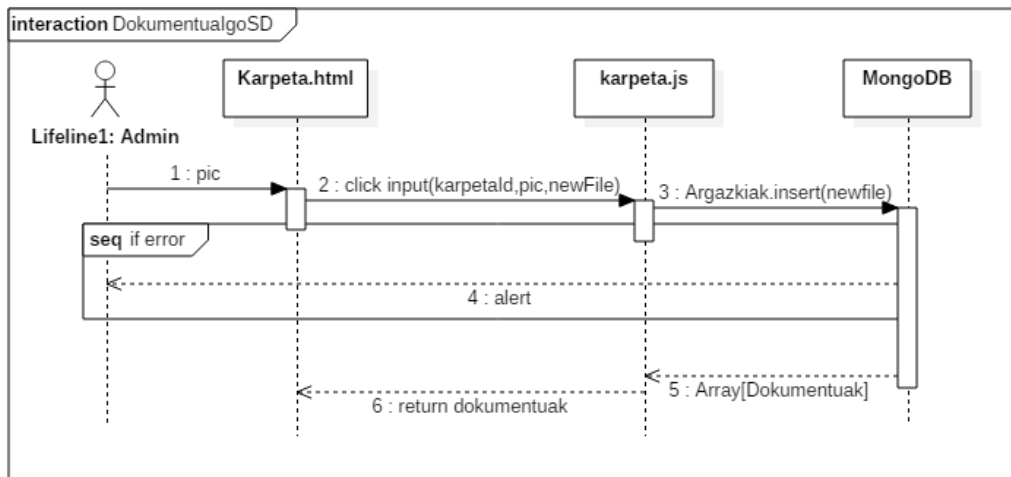 interaction DokumentualgoSD
Karpeta.html
karpeta.js
MongoDB
Lifeline1: Admin
1 : pic
2 : click input(karpetaId,pic,newFile)
3 : Argazkiak.insert(newfile)
seq if error
4 : alert
5 : Array[Dokumentuak]
6 : return dokumentuak